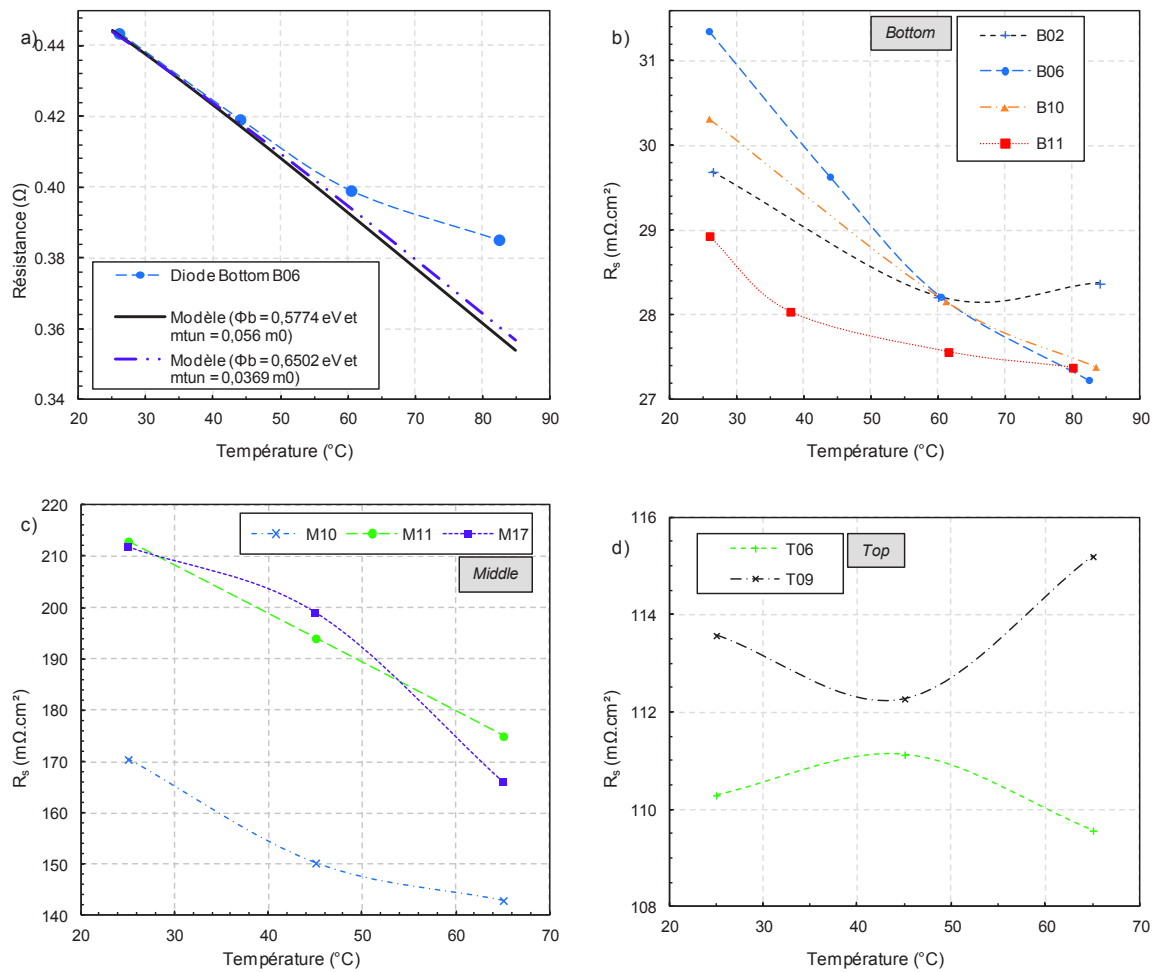 a)
Résistance (Ω)
0.44
0.42
0.40
0.38
0.36
0.34
Diode Bottom B06
Modèle (Φb = 0,5774 eV et
mtun = 0,056 m0)
Modèle (Φb = 0,6502 eV et
mtun = 0,0369 m0)
20 30 40 50 60 70 80 90
Température (°C)
b)
Bottom
B02
B06
B10
B11
Rs (mΩ.cm²)
31
30
29
28
27
20 30 40 50 60 70 80 90
Température (°C)
c)
M10 M11 M17
Middle
Rs (mΩ.cm²)
220
210
200
190
180
170
160
150
140
20 30 40 50 60 70
Température (°C)
d)
T06
T09
Top
Rs (mΩ.cm²)
116
114
112
110
108
20 30 40 50 60 70
Température (°C)